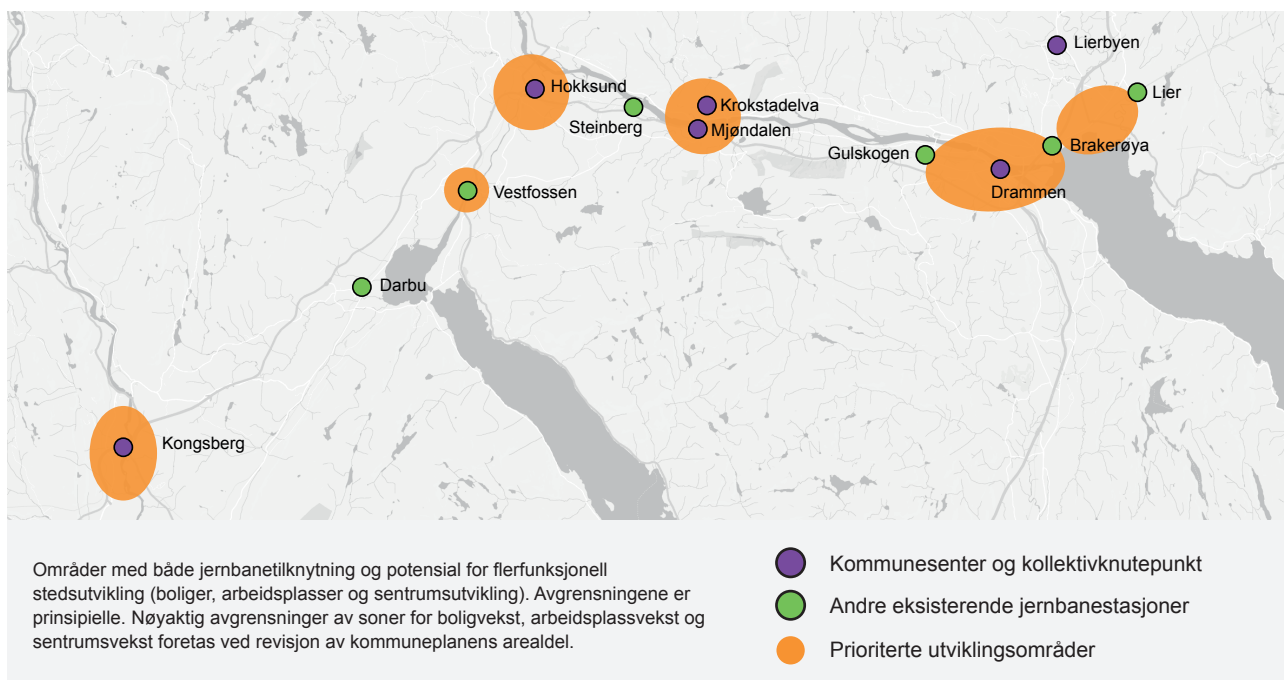 Lierbyen
Hokksund
Lier
Krokstadelva
Steinberg
Mjøndalen
Brakerøya
Gulskogen
Drammen
Vestfossen
Darbu
Kongsberg
Områder med både jernbanetilknytning og potensial for flerfunksjonell
stedsutvikling (boliger, arbeidsplasser og sentrumsutvikling). Avgrensningene er
prinsipielle. Nøyaktig avgrensninger av soner for boligvekst, arbeidsplassvekst og
sentrumsvekst foretas ved revisjon av kommuneplanens arealdel.
Kommunesenter og kollektivknutepunkt
Andre eksisterende jernbanestasjoner
Prioriterte utviklingsområder